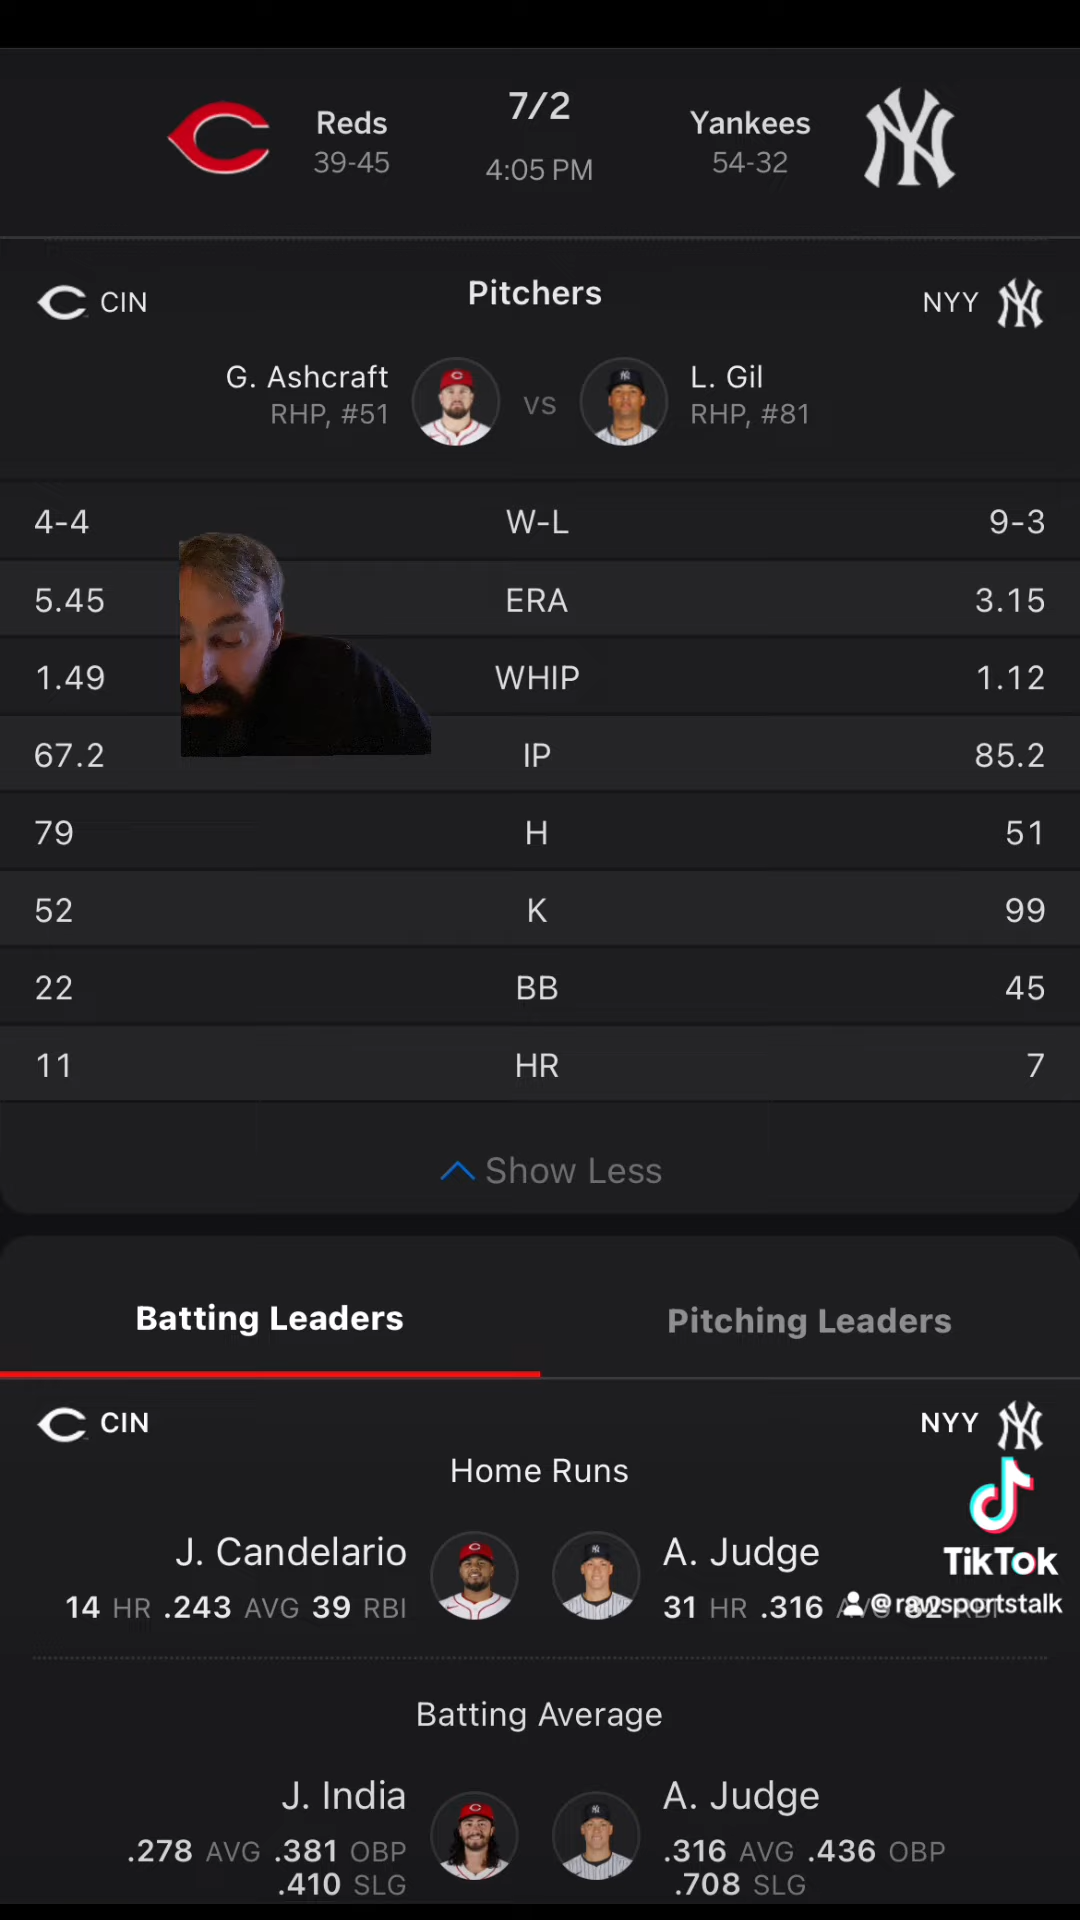 Reds
39-45
7/2
4:05 PM
Yankees
54-32
CIN
Pitchers
NYY
G. Ashcraft
RHP, #51
vs
L. Gil
RHP, #81
4-4 W-L 9-3
5.45 ERA 3.15
1.49 WHIP 1.12
67.2 IP 85.2
79 H 51
52 K 99
22 BB 45
11 HR 7
Show Less
Batting Leaders
Pitching Leaders
CIN
NYY
Home Runs
J. Candelario
14 HR .243 AVG 39 RBI
A. Judge
31 HR .316
TikTok
@rawsportstalk
Batting Average
J. India
.278 AVG .381 OBP
.410 SLG
A. Judge
.316 AVG .436 OBP
.708 SLG